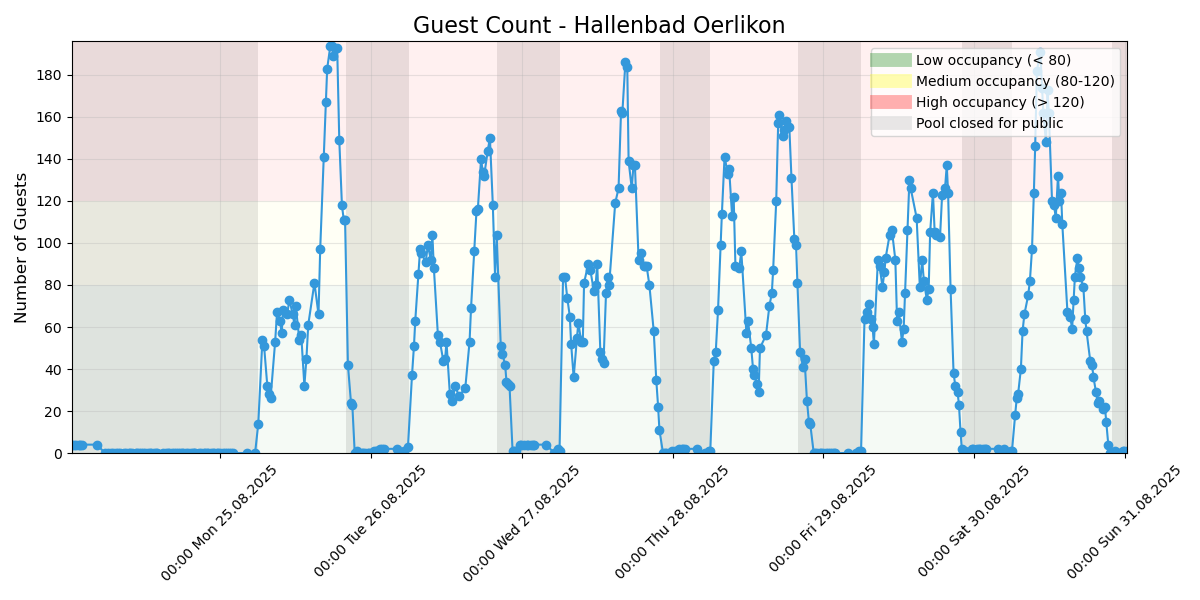 Guest Count - Hallenbad Oerlikon
Number of Guests
180
160
140
120
100
80
60
40
20
0
Low occupancy (< 80)
Medium occupancy (80-120)
High occupancy (> 120)
Pool closed for public
00:00 Mon 25.08.2025
00:00 Tue 26.08.2025
00:00 Wed 27.08.2025
00:00 Thu 28.08.2025
00:00 Fri 29.08.2025
00:00 Sat 30.08.2025
00:00 Sun 31.08.2025